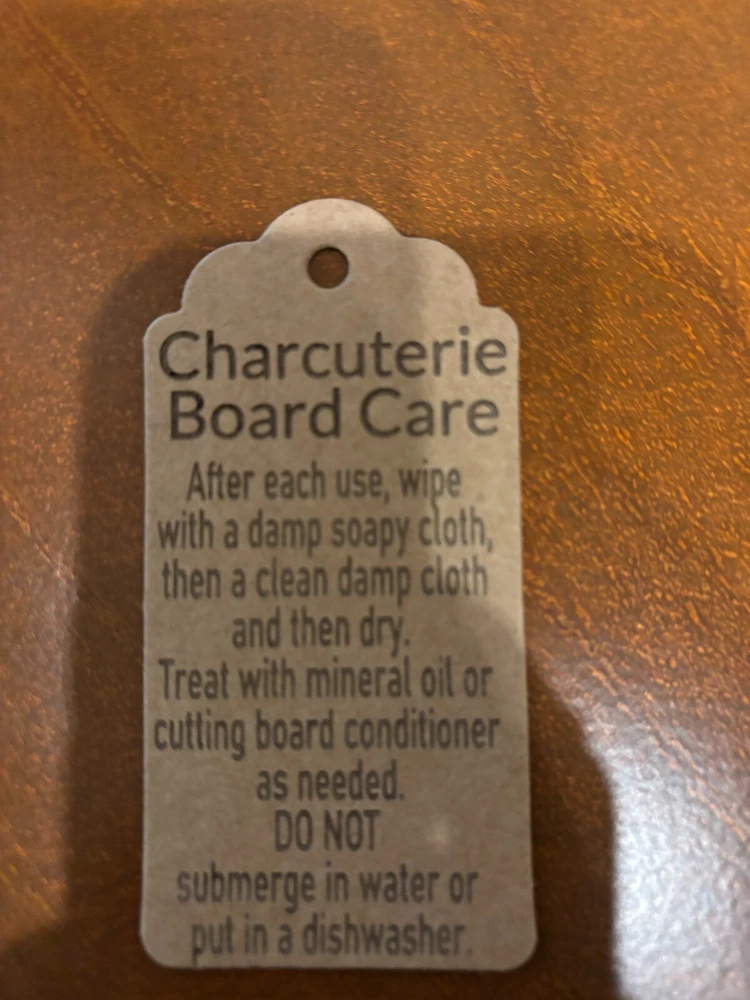 Charcuterie
Board Care
After each use, wipe
with a damp soapy cloth,
then a clean damp cloth
and then dry.
Treat with mineral oil or
cutting board conditioner
as needed.
DO NOT
submerge in water or
put in a dishwasher.